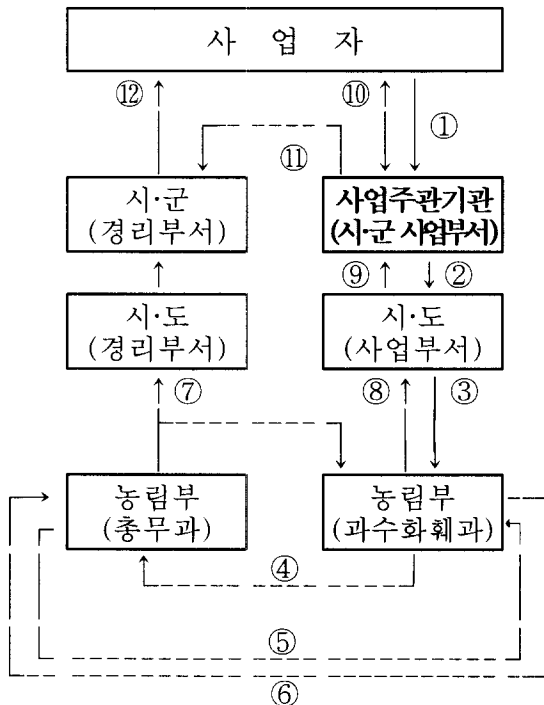 사 업 자
⑫
⑩
①
⑪
시·군
(경리부서)
사업주관기관
(시·군 사업부서)
⑨
②
시·도
(경리부서)
시·도
(사업부서)
⑦
⑧
③
농림부
(총무과)
농림부
(과수화훼과)
④
⑤
⑥